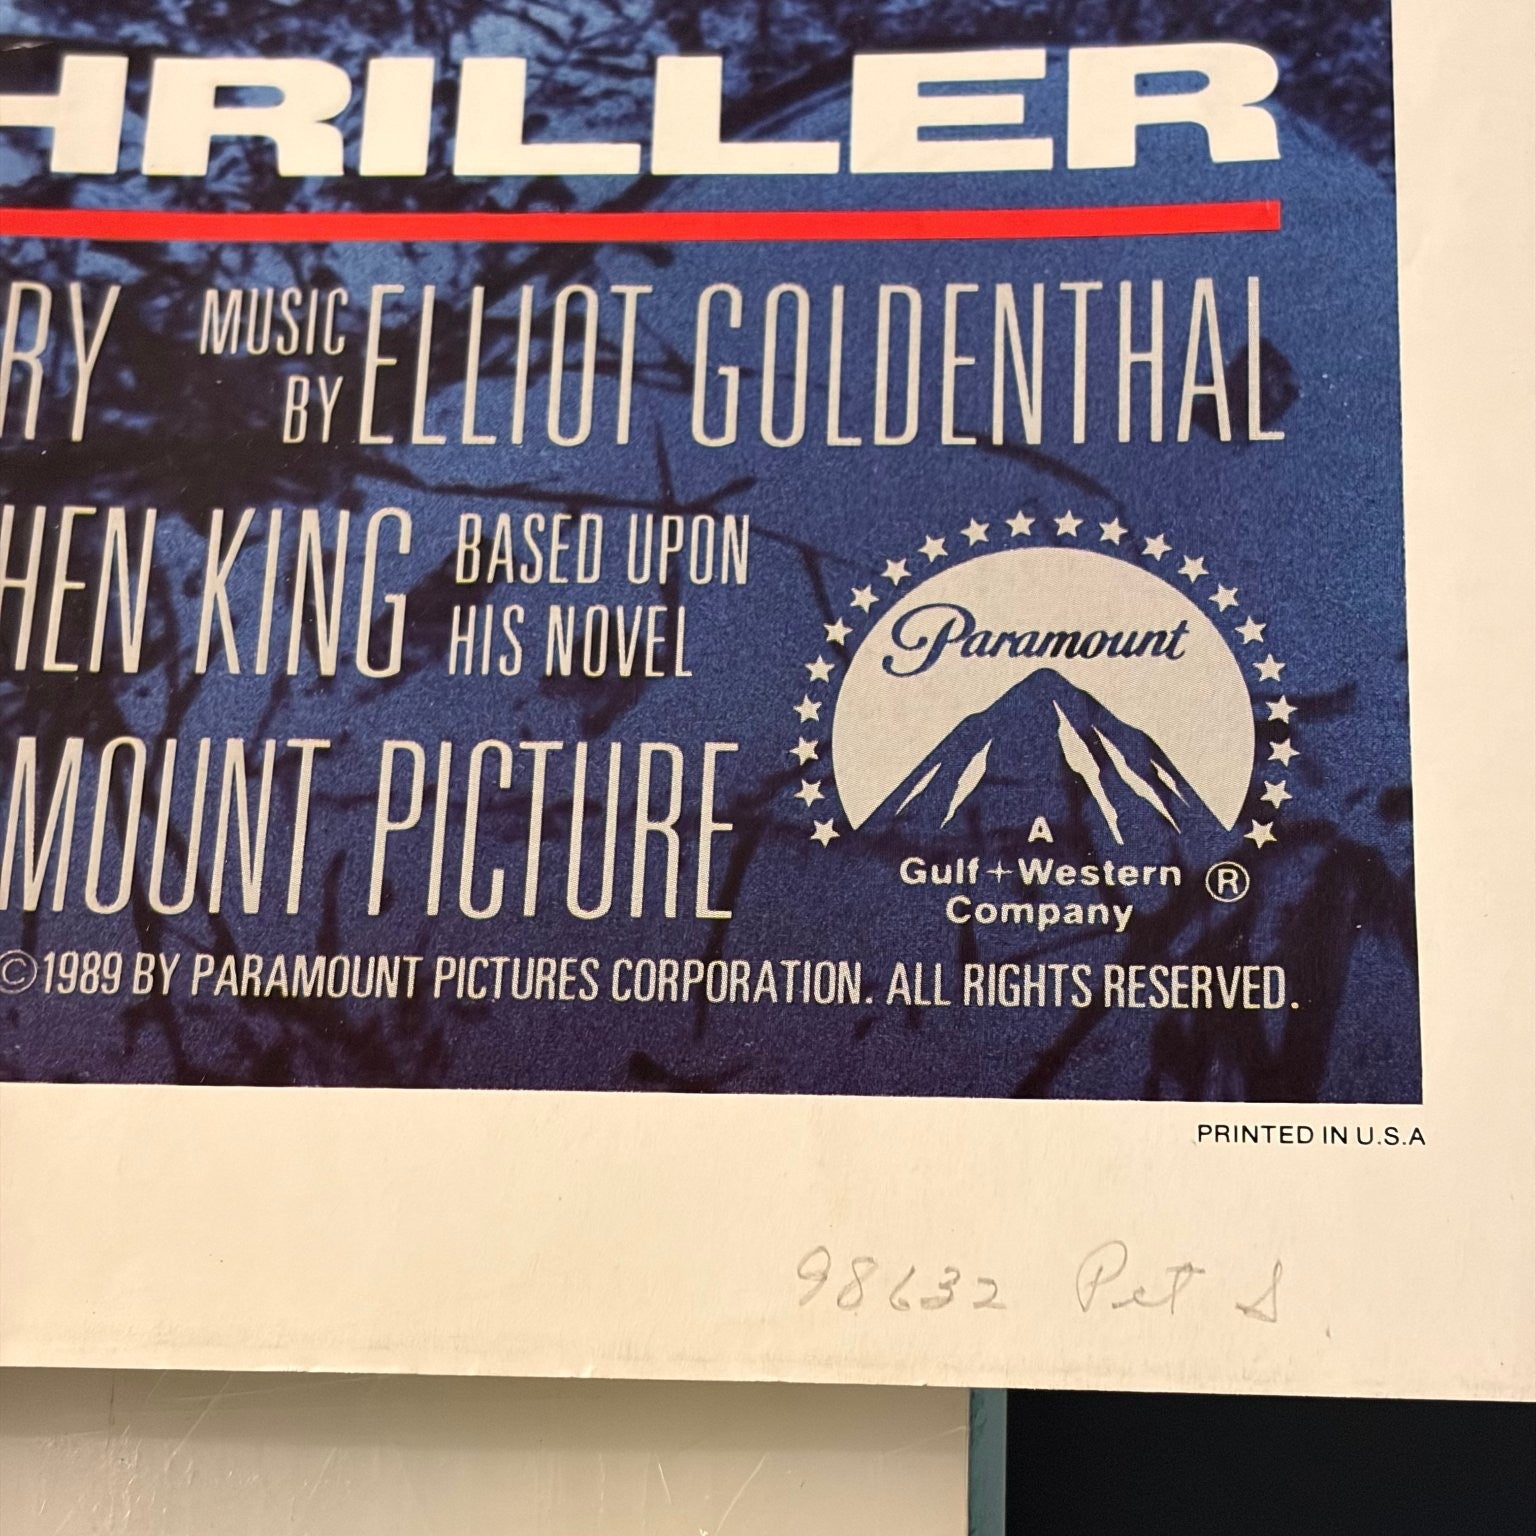 HRILLER
RY MUSIC BY ELLIOT GOLDENTHAL
HEN KING BASED UPON HIS NOVEL
MOUNT PICTURE
Paramount
A
Gulf+Western
Company ®
©1989 BY PARAMOUNT PICTURES CORPORATION. ALL RIGHTS RESERVED.
PRINTED IN U.S.A
98632 Pet S.